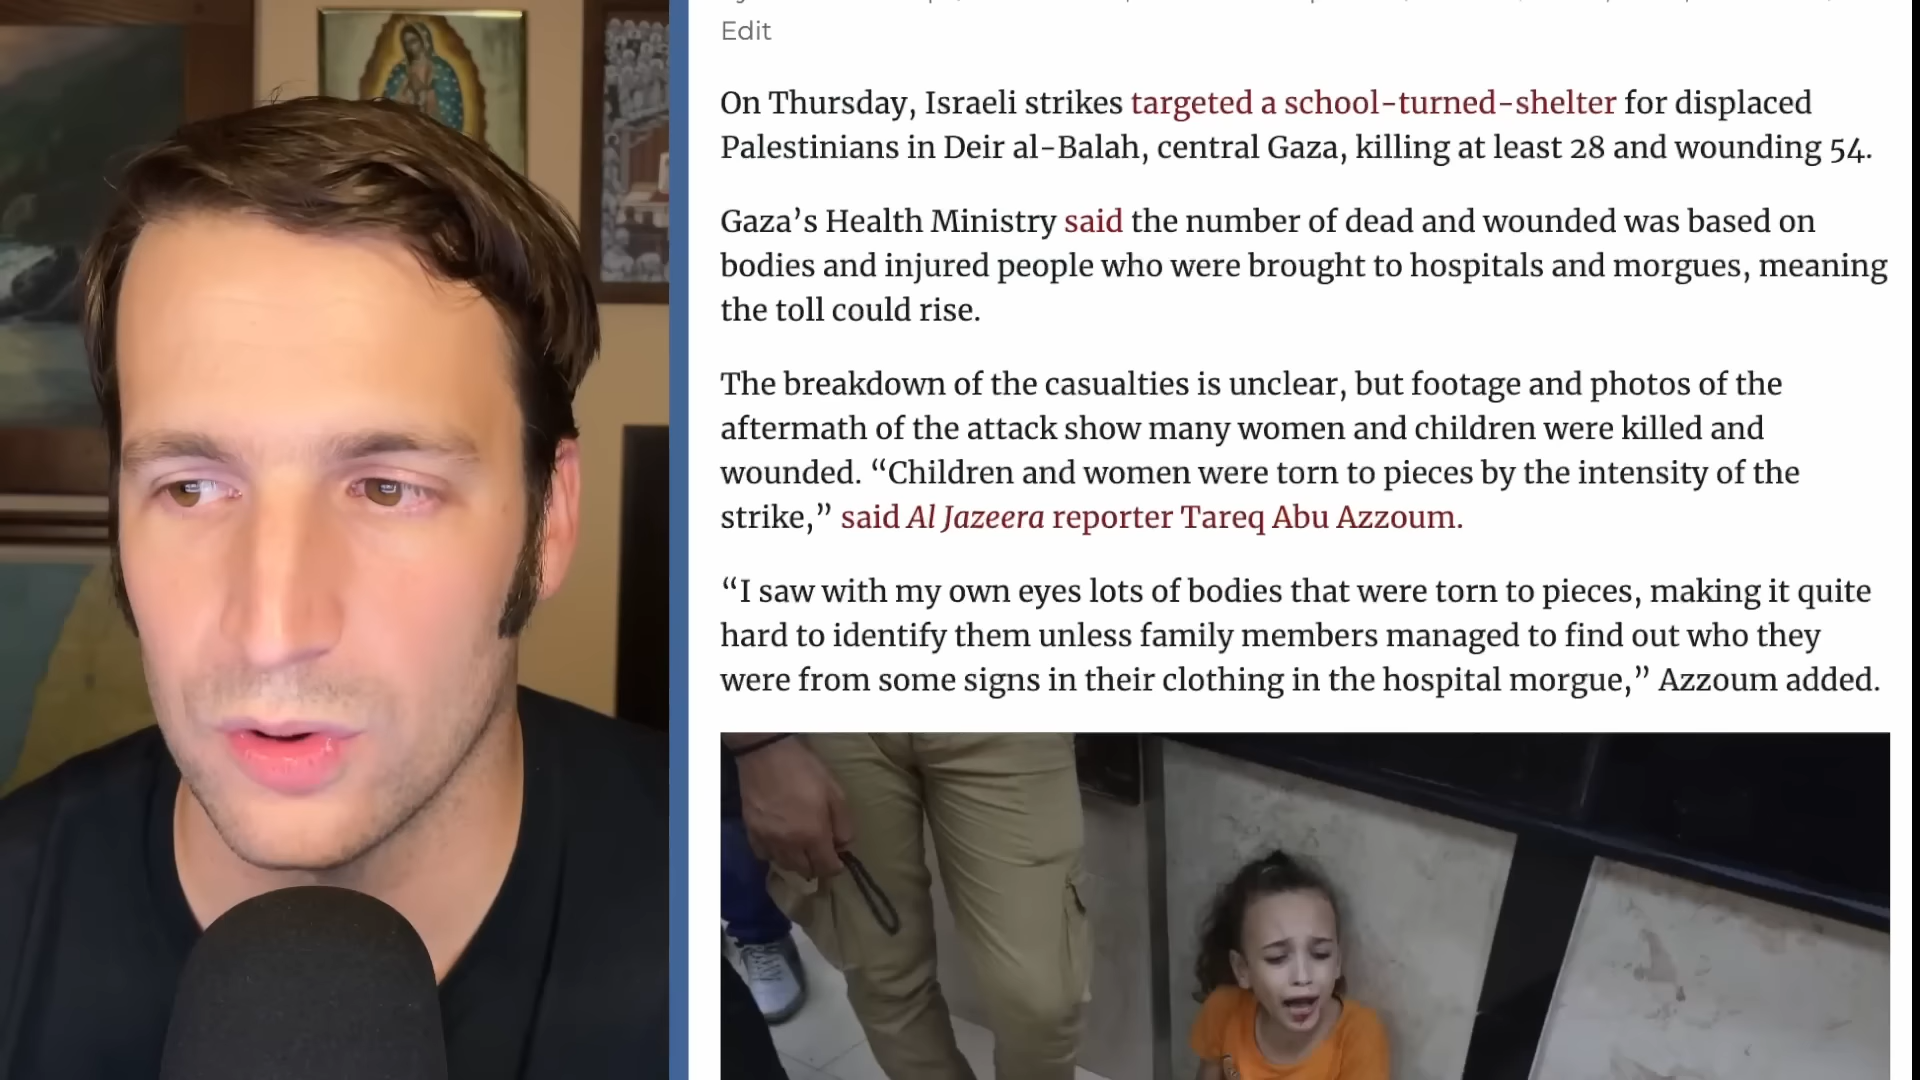 Edit
On Thursday, Israeli strikes targeted a school-turned-shelter for displaced
Palestinians in Deir al-Balah, central Gaza, killing at least 28 and wounding 54.
Gaza’s Health Ministry said the number of dead and wounded was based on
bodies and injured people who were brought to hospitals and morgues, meaning
the toll could rise.
The breakdown of the casualties is unclear, but footage and photos of the
aftermath of the attack show many women and children were killed and
wounded. “Children and women were torn to pieces by the intensity of the
strike,” said Al Jazeera reporter Tareq Abu Azzoum.
“I saw with my own eyes lots of bodies that were torn to pieces, making it quite
hard to identify them unless family members managed to find out who they
were from some signs in their clothing in the hospital morgue,” Azzoum added.